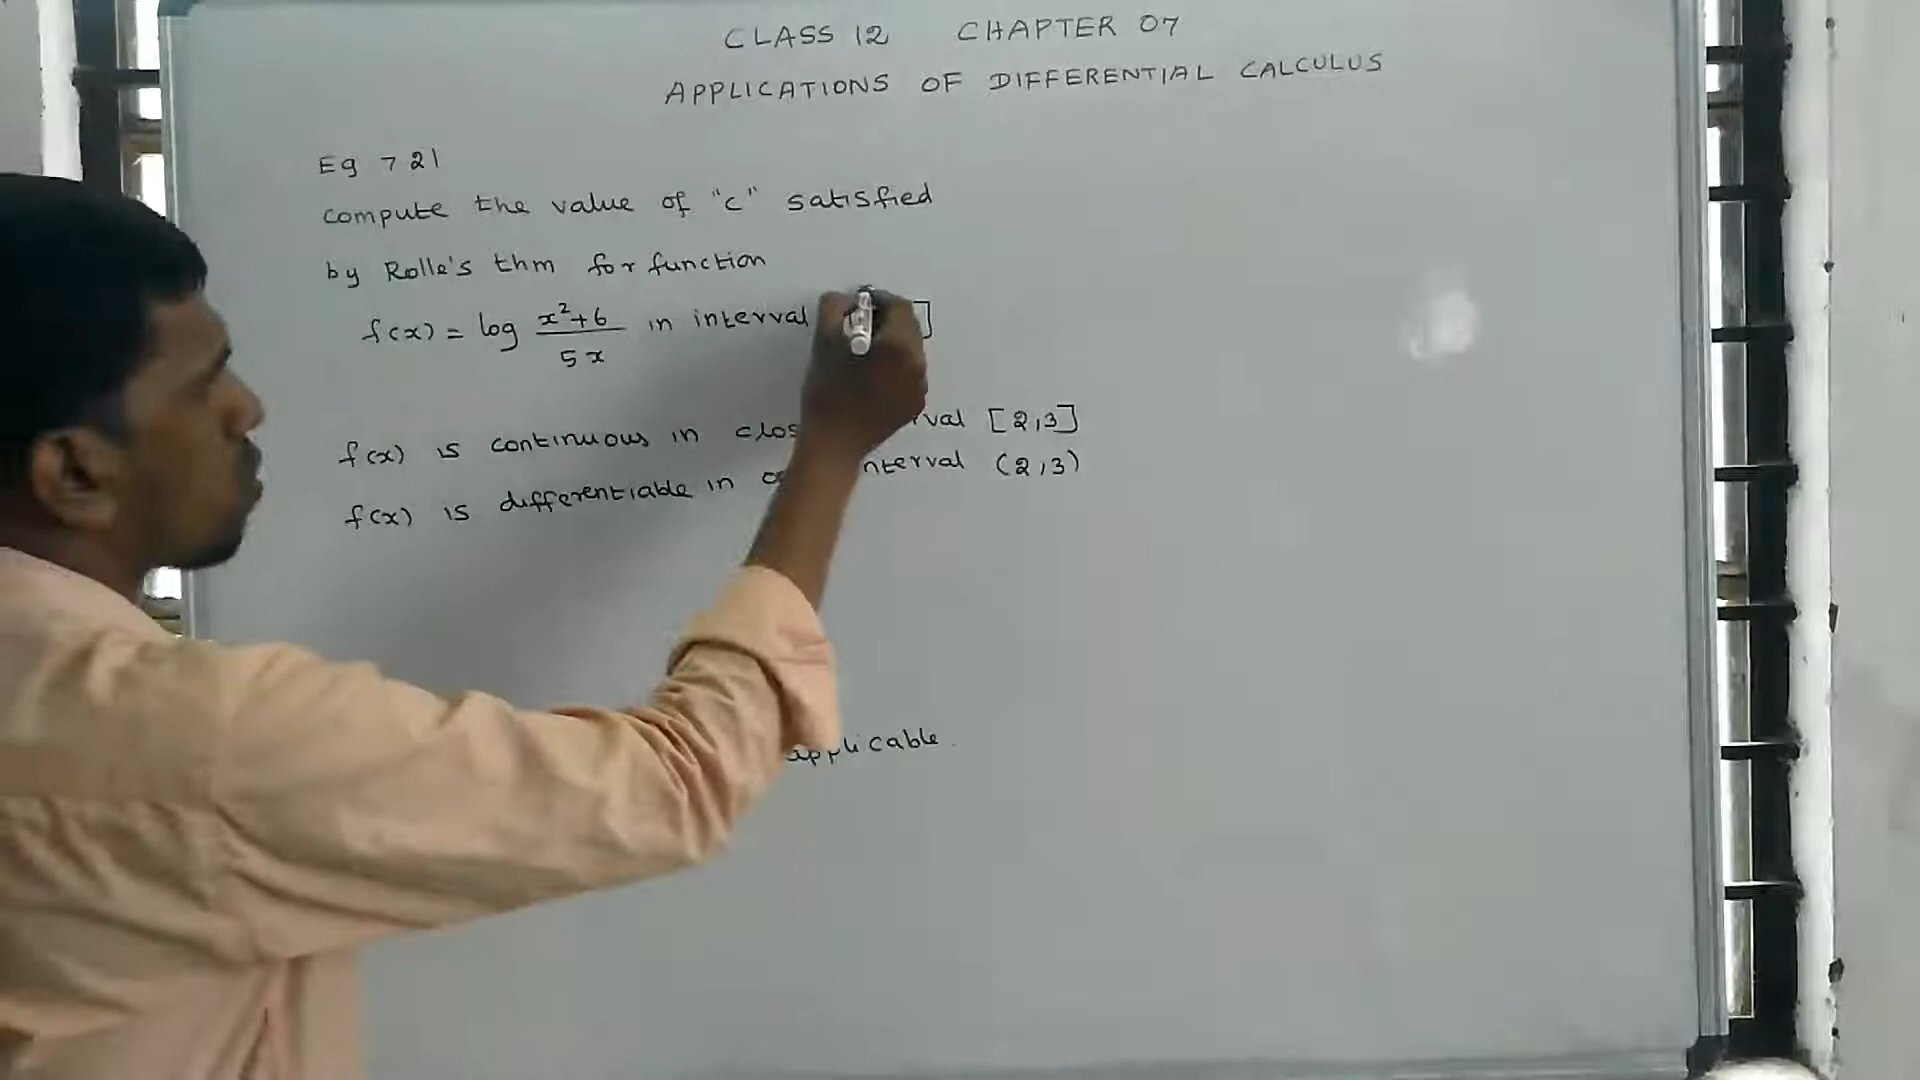 CLASS 12 CHAPTER 07
APPLICATIONS OF DIFFERENTIAL CALCULUS
Eg 7 21
compute the value of "c" satisfied
by Rolle's thm for function
f(x) = log x²+6 / 5x in interval ]
f(x) is continuous in clos rval [2,3]
f(x) is differentiable in nterval (2,3)
applicable.